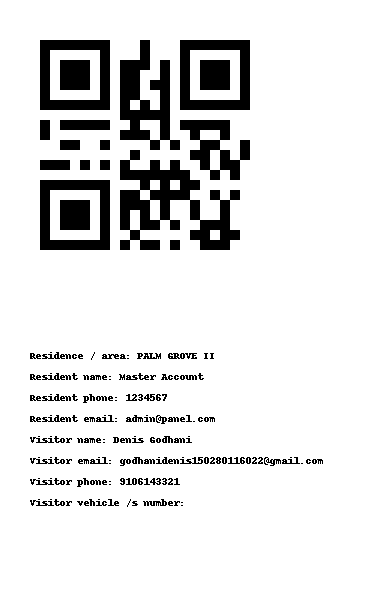 Residence / area: PALM GROVE II
Resident name: Master Account
Resident phone: 1234567
Resident email: admin@panel.com
Visitor name: Denis Godhani
Visitor email: godhanidenis150280116022@gmail.com
Visitor phone: 9106143321
Visitor vehicle /s number: